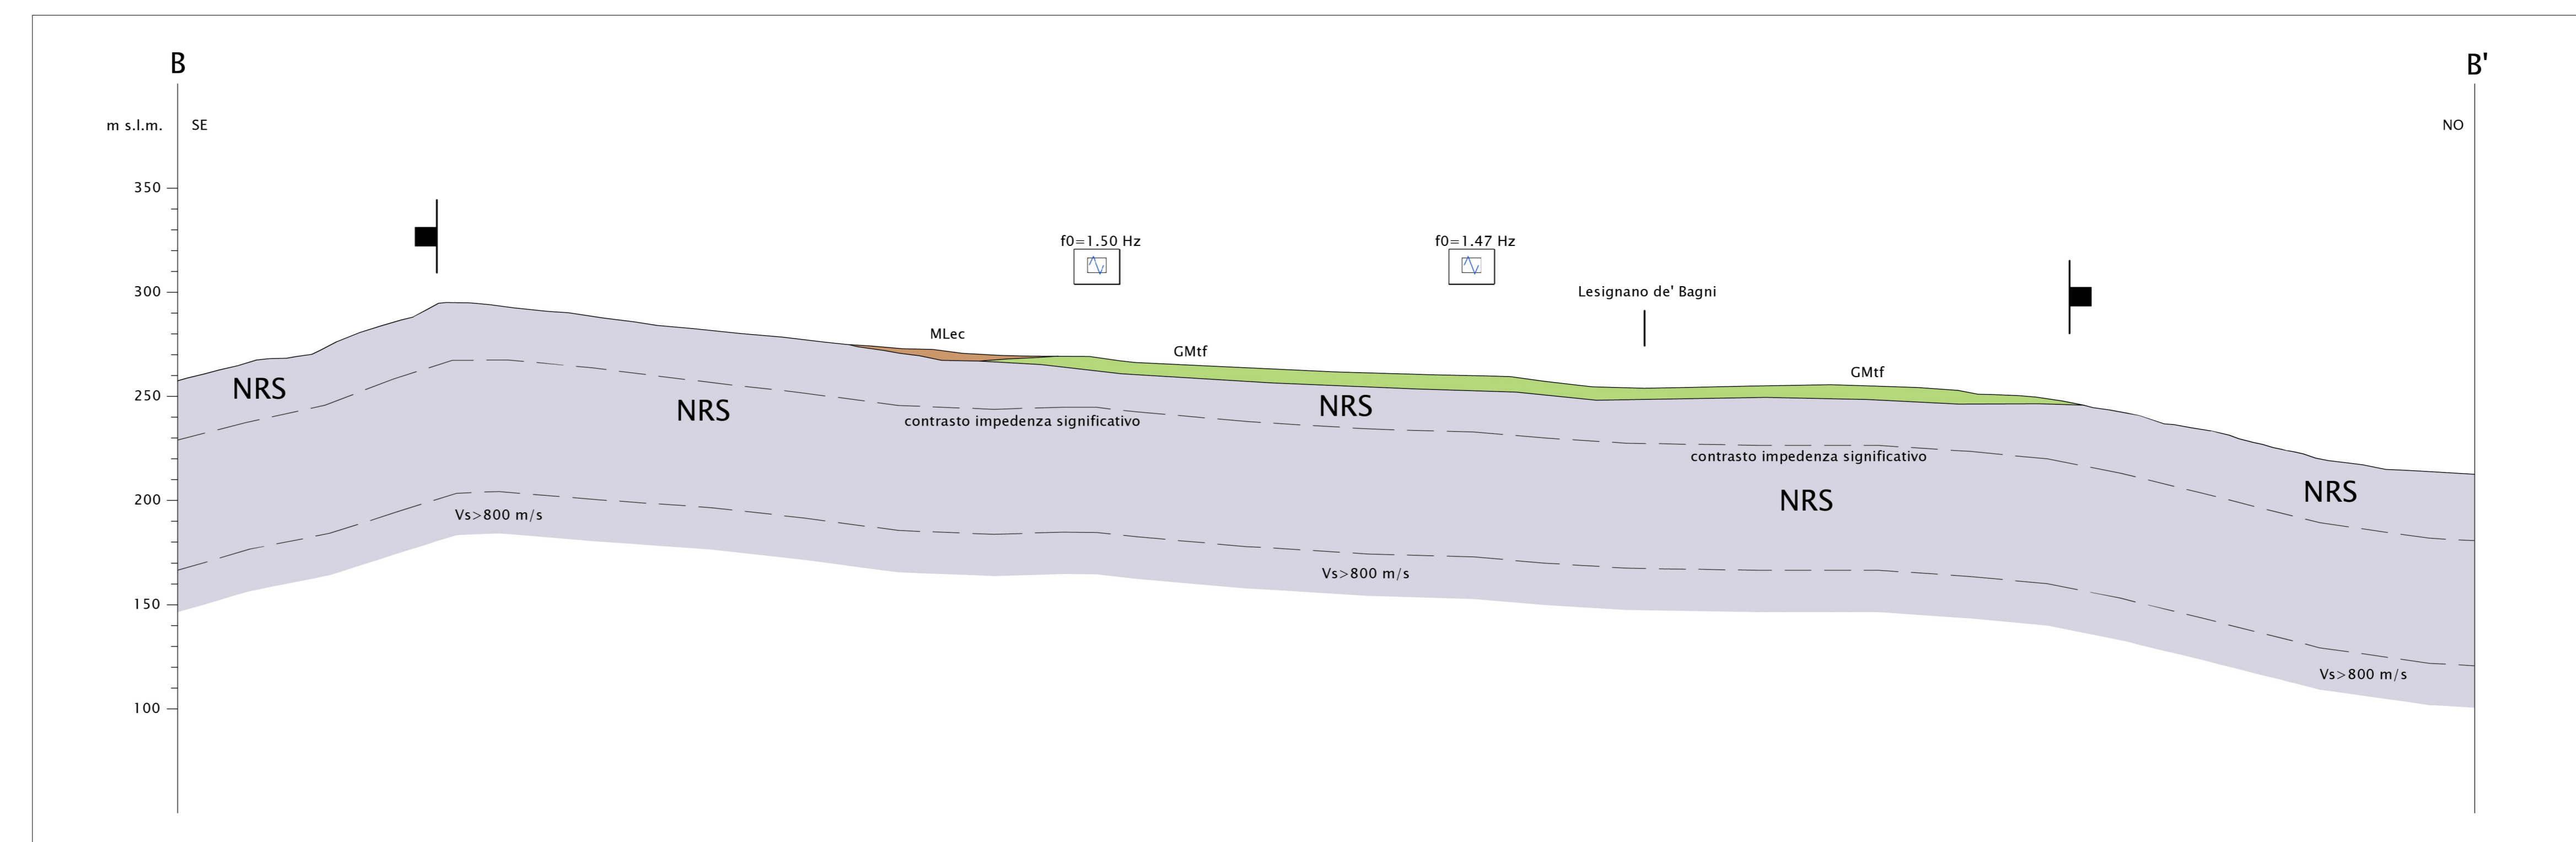 B
B'
m s.l.m.
SE
NO
350
f0=1.50 Hz
f0=1.47 Hz
300
Lesignano de' Bagni
MLec
GMtf
GMtf
250
NRS
NRS
NRS
contrasto impedenza significativo
contrasto impedenza significativo
200
NRS
NRS
Vs>800 m/s
Vs>800 m/s
150
Vs>800 m/s
100